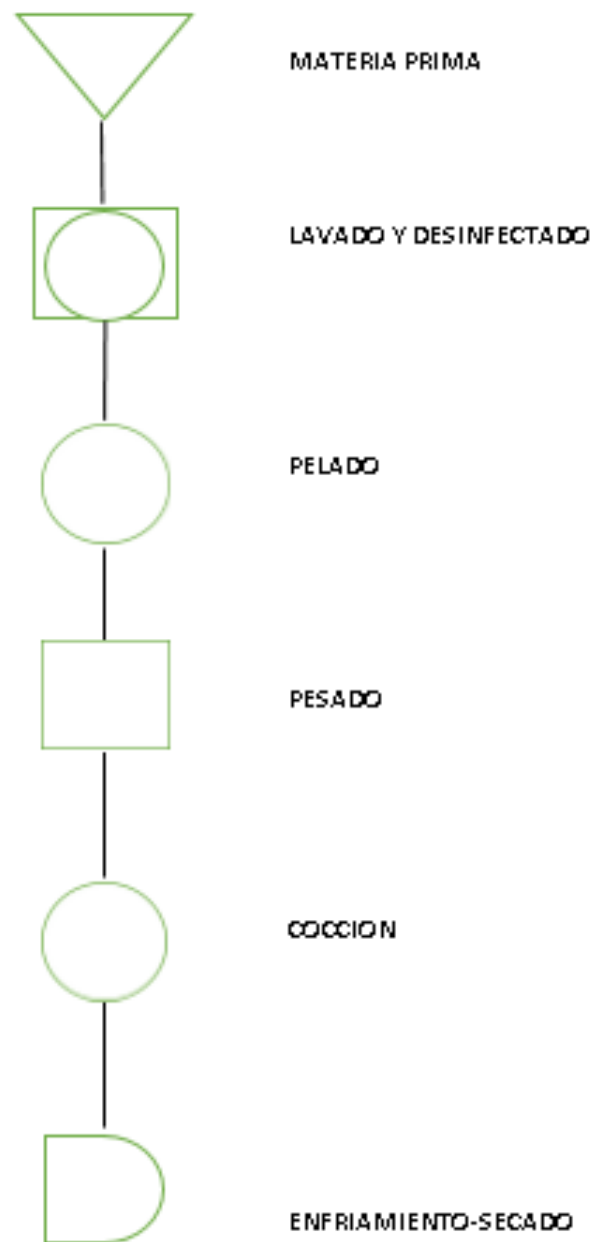 MATERIA PRIMA
LAVADO Y DESINFECTADO
PELADO
PESADO
COCCION
ENFRIAMIENTO-SECADO